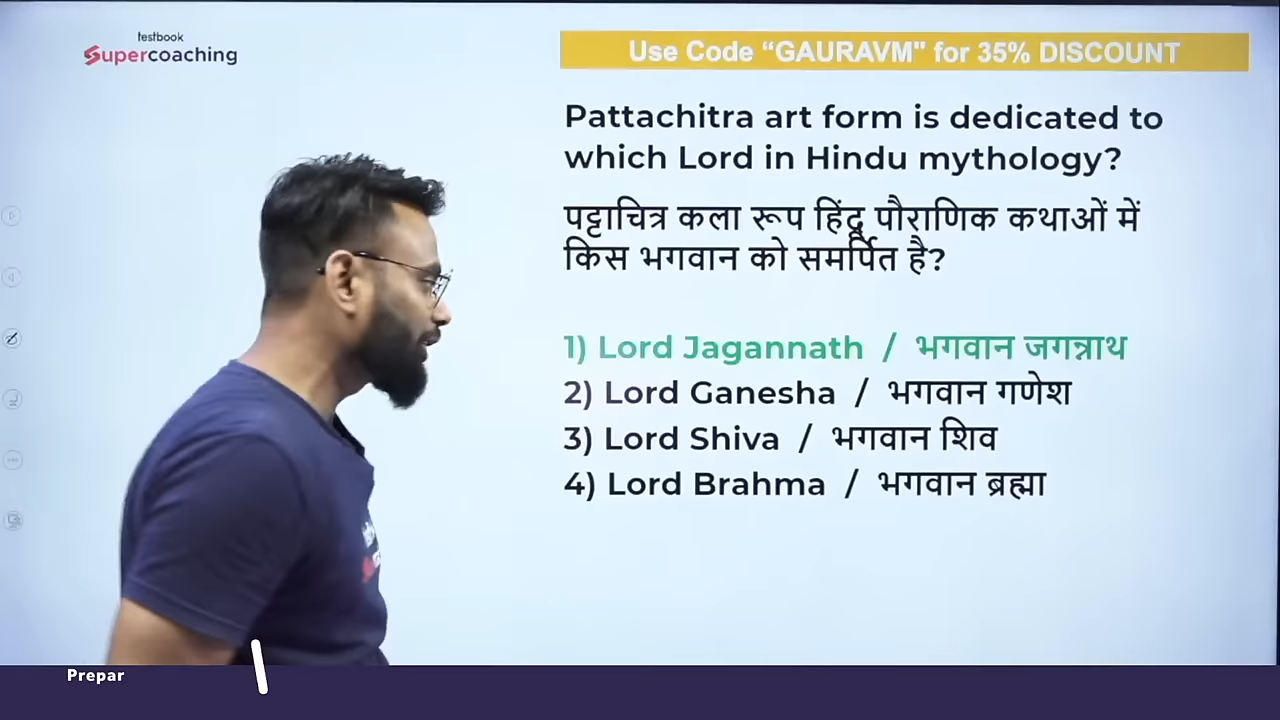 testbook
Supercoaching
Use Code “GAURAVM" for 35% DISCOUNT
Pattachitra art form is dedicated to
which Lord in Hindu mythology?
पट्टाचित्र कला रूप हिंदू पौराणिक कथाओं में
किस भगवान को समर्पित है?
1) Lord Jagannath / भगवान जगन्नाथ
2) Lord Ganesha / भगवान गणेश
3) Lord Shiva / भगवान शिव
4) Lord Brahma / भगवान ब्रह्मा
Prepar